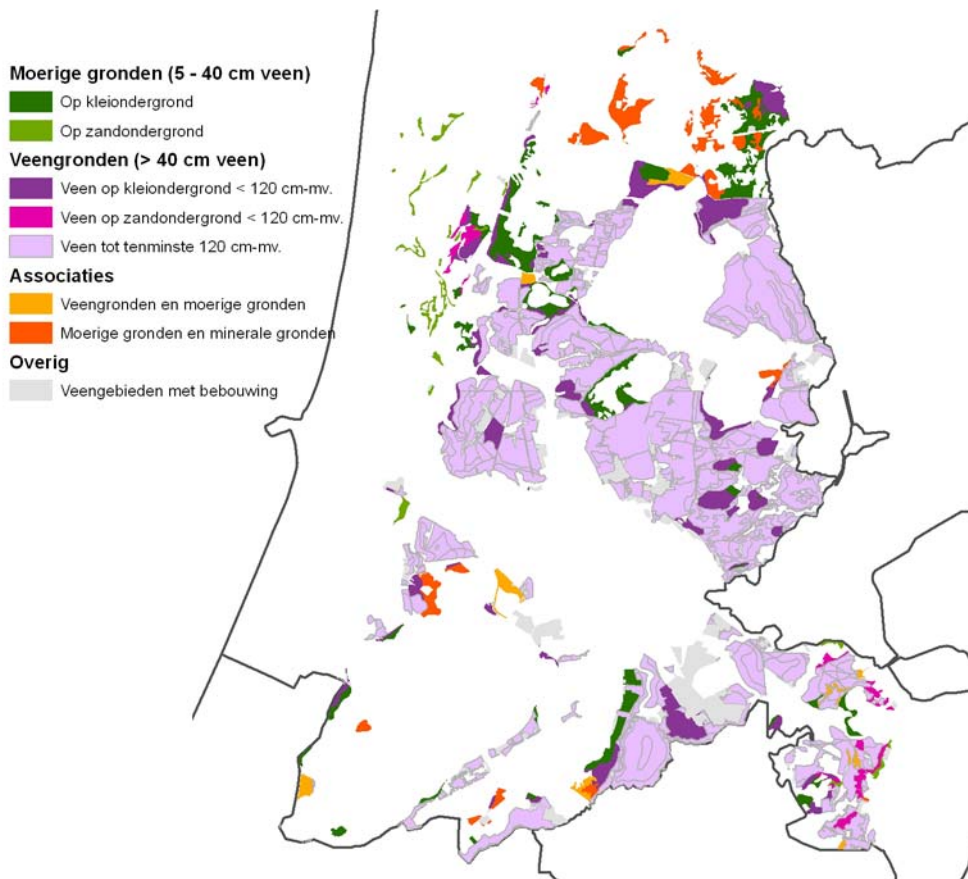 Moerige gronden (5 - 40 cm veen)
Op kleiondergrond
Op zandondergrond
Veengronden (> 40 cm veen)
Veen op kleiondergrond < 120 cm-mv.
Veen op zandondergrond < 120 cm-mv.
Veen tot tenminste 120 cm-mv.
Associaties
Veengronden en moerige gronden
Moerige gronden en minerale gronden
Overig
Veengebieden met bebouwing